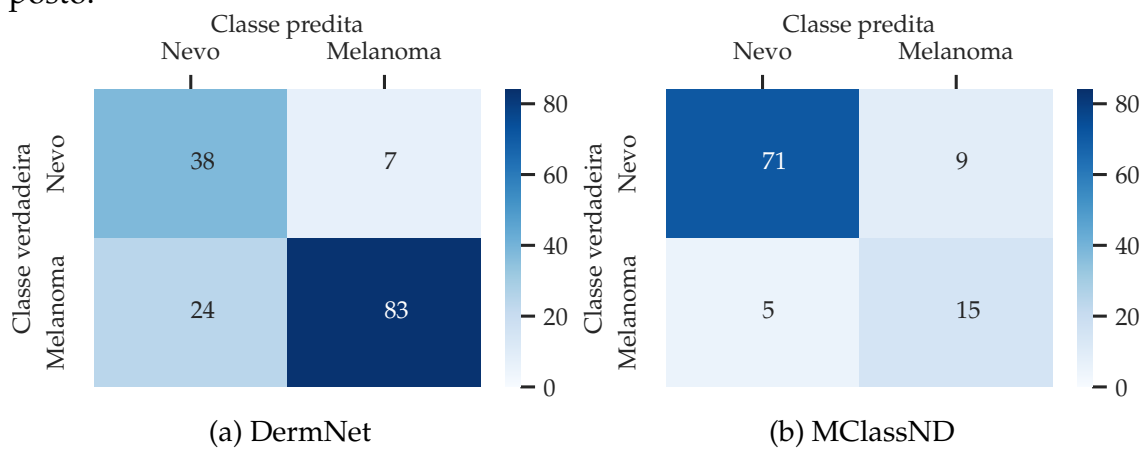 posto.
Classe predita
Nevo Melanoma
Classe verdadeira
Nevo
Melanoma
38 7
24 83
80
60
40
20
0
(a) DermNet
Classe predita
Nevo Melanoma
Classe verdadeira
Nevo
Melanoma
71 9
5 15
80
60
40
20
0
(b) MClassND